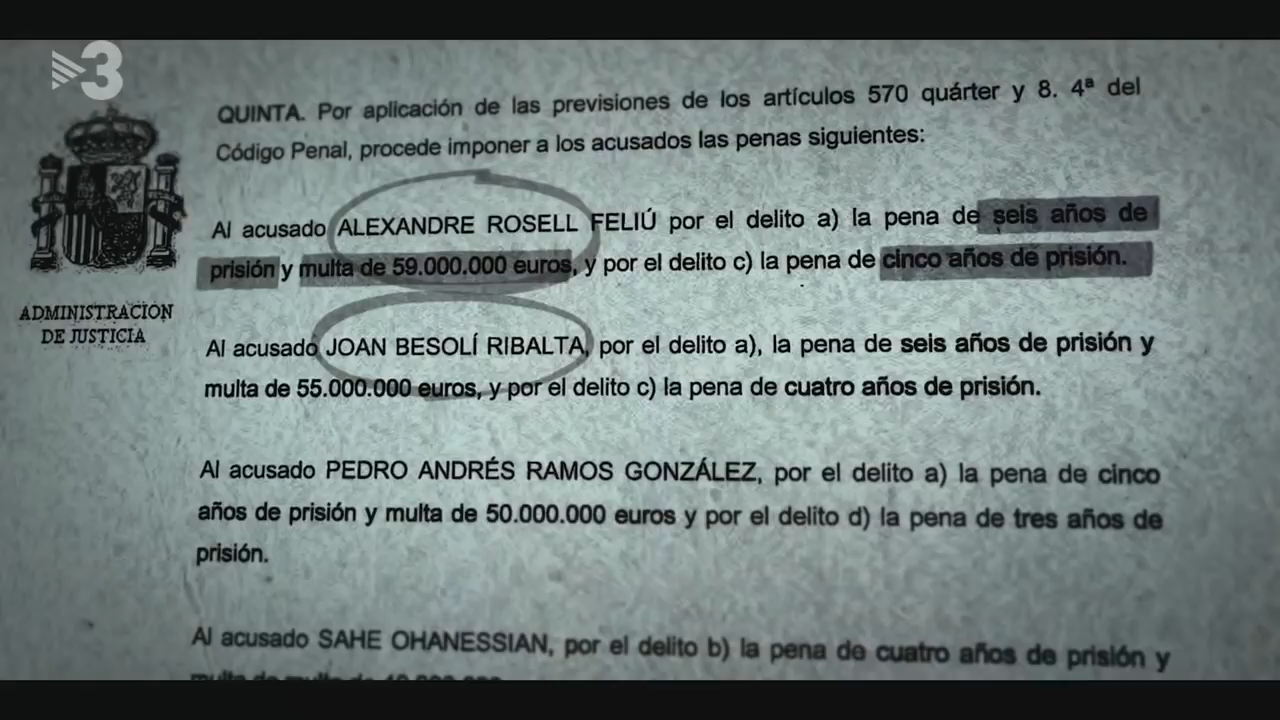 3
QUINTA. Por aplicación de las previsiones de los artículos 570 quárter y 8. 4ª del
Código Penal, procede imponer a los acusados las penas siguientes:
Al acusado ALEXANDRE ROSELL FELIÚ por el delito a) la pena de seis años de
prisión y multa de 59.000.000 euros, y por el delito c) la pena de cinco años de prisión.
ADMINISTRACIÓN
DE JUSTICIA
Al acusado JOAN BESOLÍ RIBALTA, por el delito a), la pena de seis años de prisión y
multa de 55.000.000 euros, y por el delito c) la pena de cuatro años de prisión.
Al acusado PEDRO ANDRÉS RAMOS GONZÁLEZ, por el delito a) la pena de cinco
años de prisión y multa de 50.000.000 euros y por el delito d) la pena de tres años de
prisión.
Al acusado SAHE OHANESSIAN, por el delito b) la pena de cuatro años de prisión y